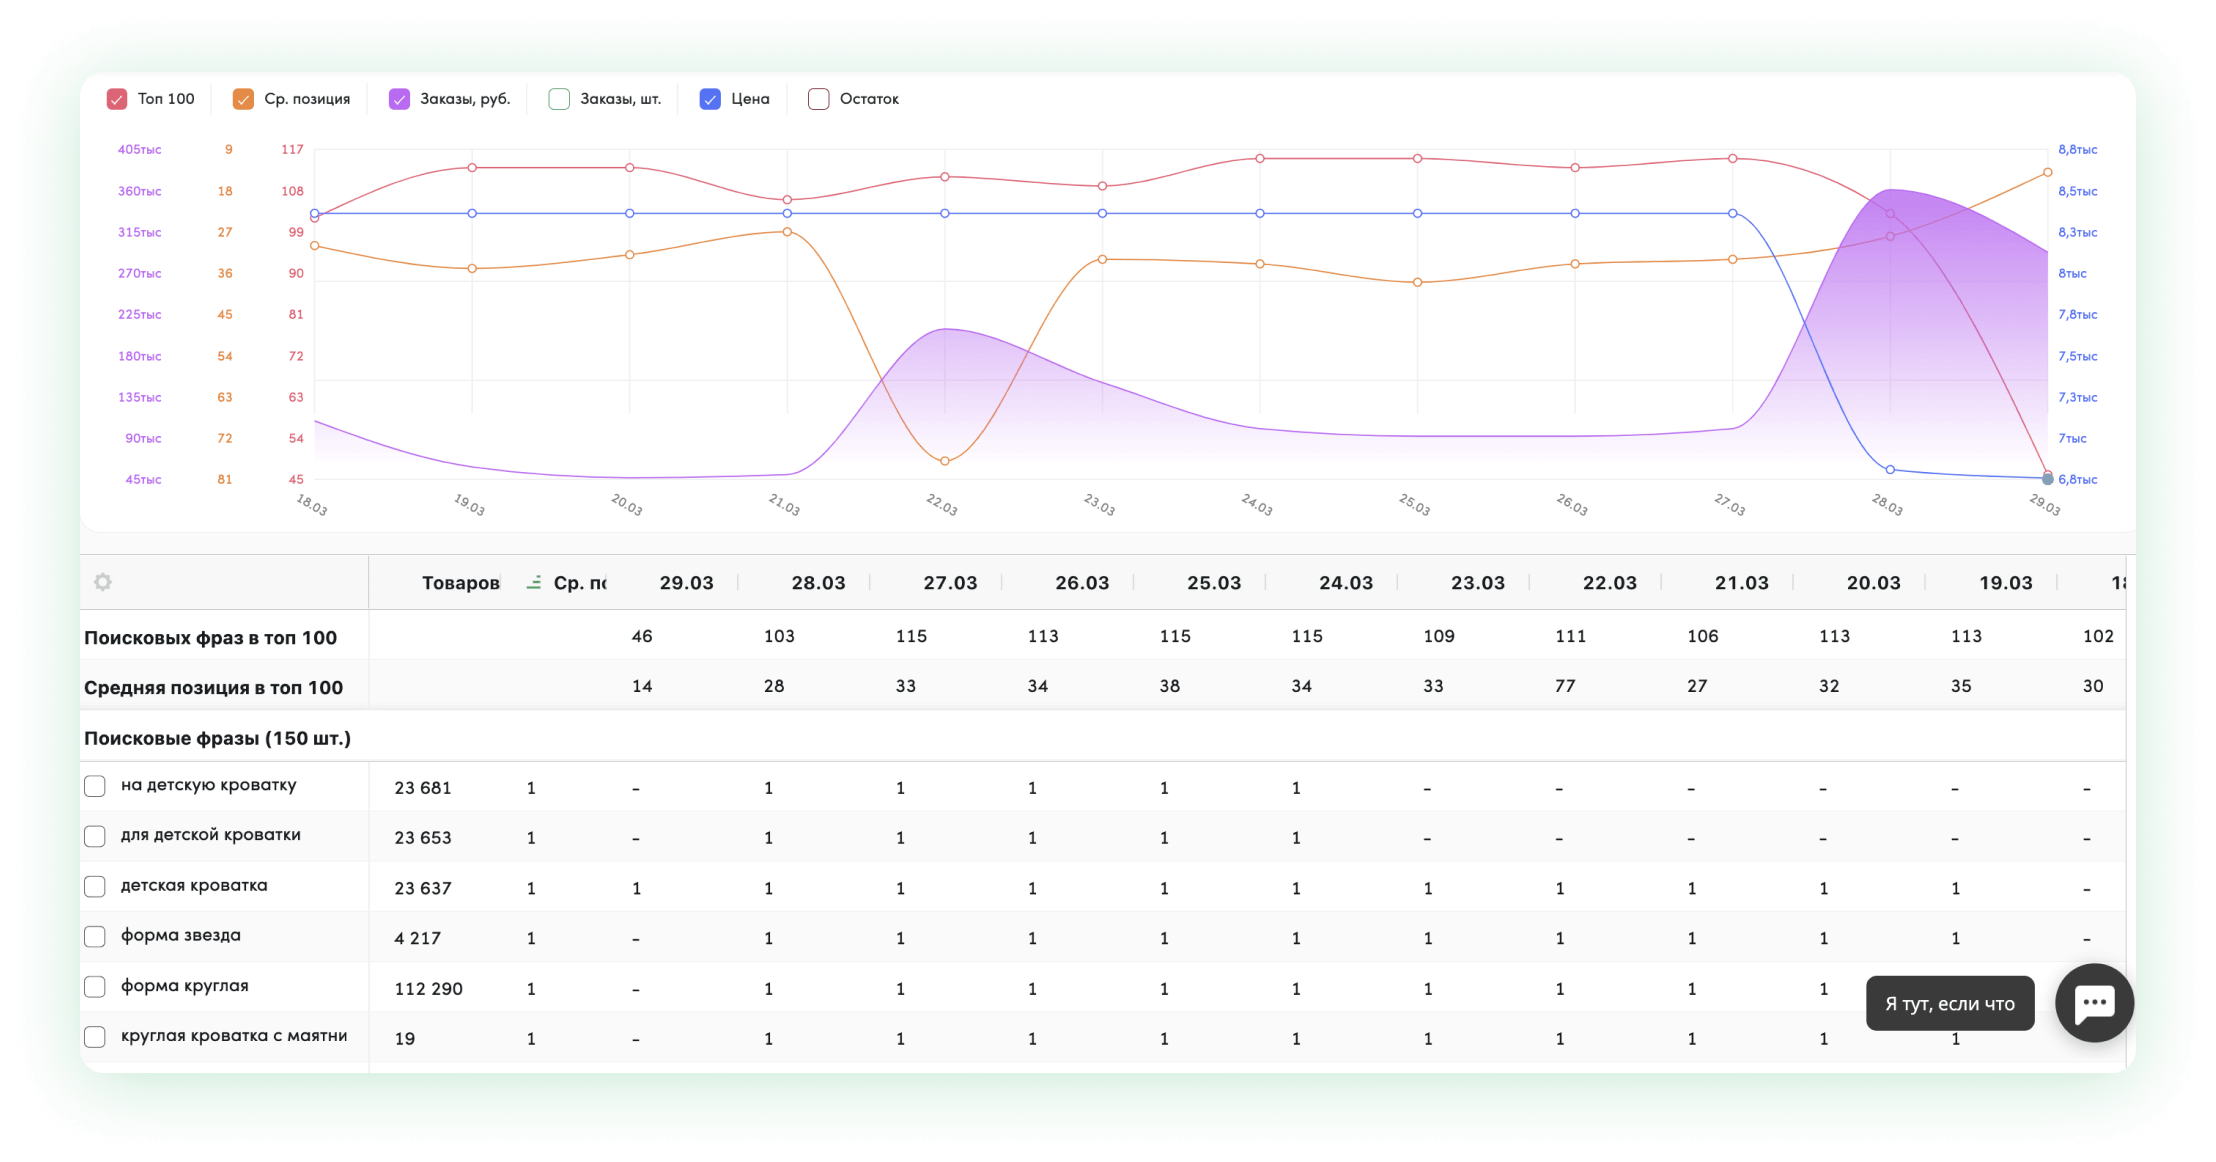 Топ 100 Ср. позиция Заказы, руб. Заказы, шт. Цена Остаток
405тыс 9 117 8,8тыс
360тыс 18 108 8,5тыс
315тыс 27 99 8,3тыс
270тыс 36 90 8тыс
225тыс 45 81 7,8тыс
180тыс 54 72 7,5тыс
135тыс 63 63 7,3тыс
90тыс 72 54 7тыс
45тыс 81 45 6,8тыс
18.03 19.03 20.03 21.03 22.03 23.03 24.03 25.03 26.03 27.03 28.03 29.03
Товаров Ср. 29.03 28.03 27.03 26.03 25.03 24.03 23.03 22.03 21.03 20.03 19.03
Поисковых фраз в топ 100 46 103 115 113 115 115 109 111 106 113 113 102
Средняя позиция в топ 100 14 28 33 34 38 34 33 77 27 32 35 30
Поисковые фразы (150 шт.)
на детскую кроватку 23 681 1 - 1 1 1 1 1 - - - - - -
для детской кроватки 23 653 1 - 1 1 1 1 1 - - - - - -
детская кроватка 23 637 1 1 1 1 1 1 1 1 1 1 1 1 -
форма звезда 4 217 1 - 1 1 1 1 1 1 1 1 1 1 -
форма круглая 112 290 1 - 1 1 1 1 1 1 1 1 1
Я тут, если что
круглая кроватка с маятни 19 1 - 1 1 1 1 1 1 1 1 1 1